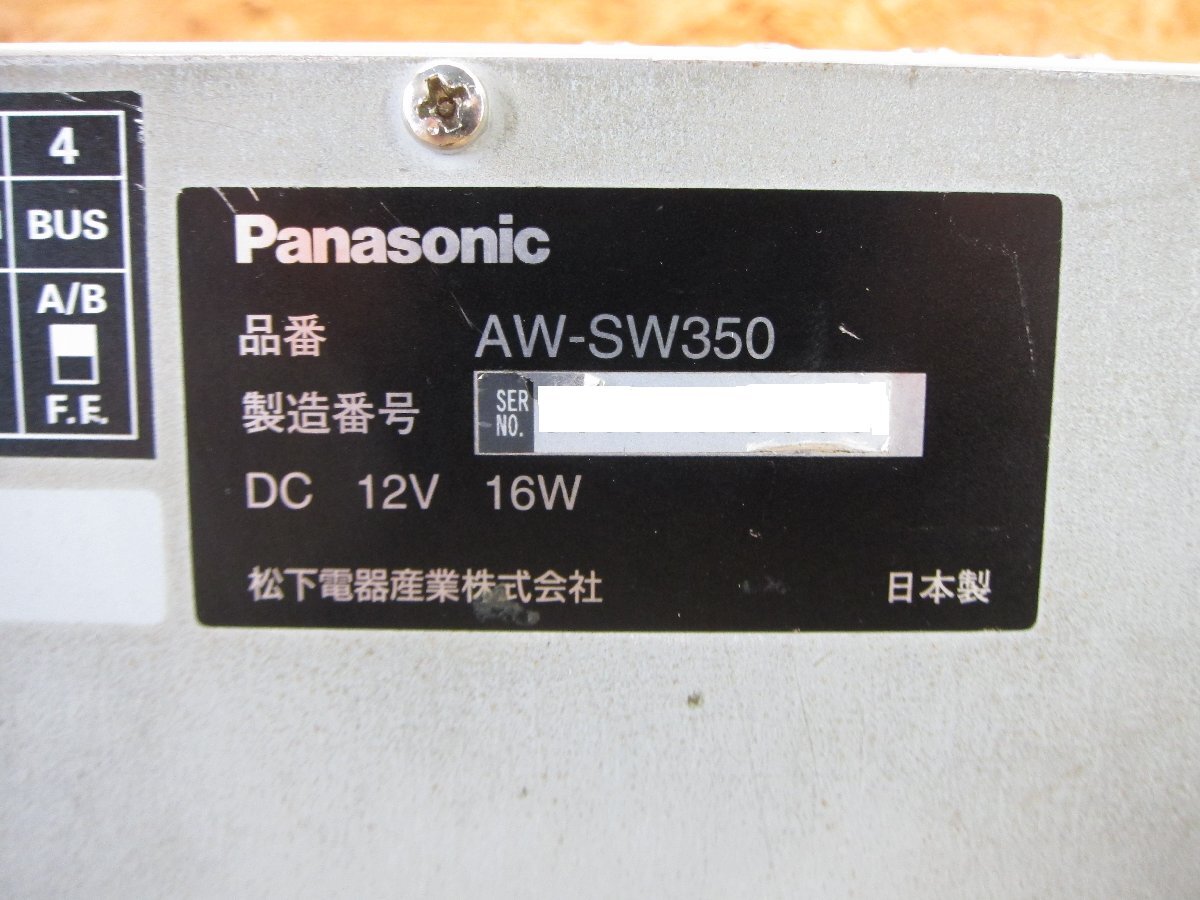 4
BUS
A/B
F.F.
Panasonic
品番 AW-SW350
製造番号 SER NO.
DC 12V 16W
松下電器産業株式会社 日本製